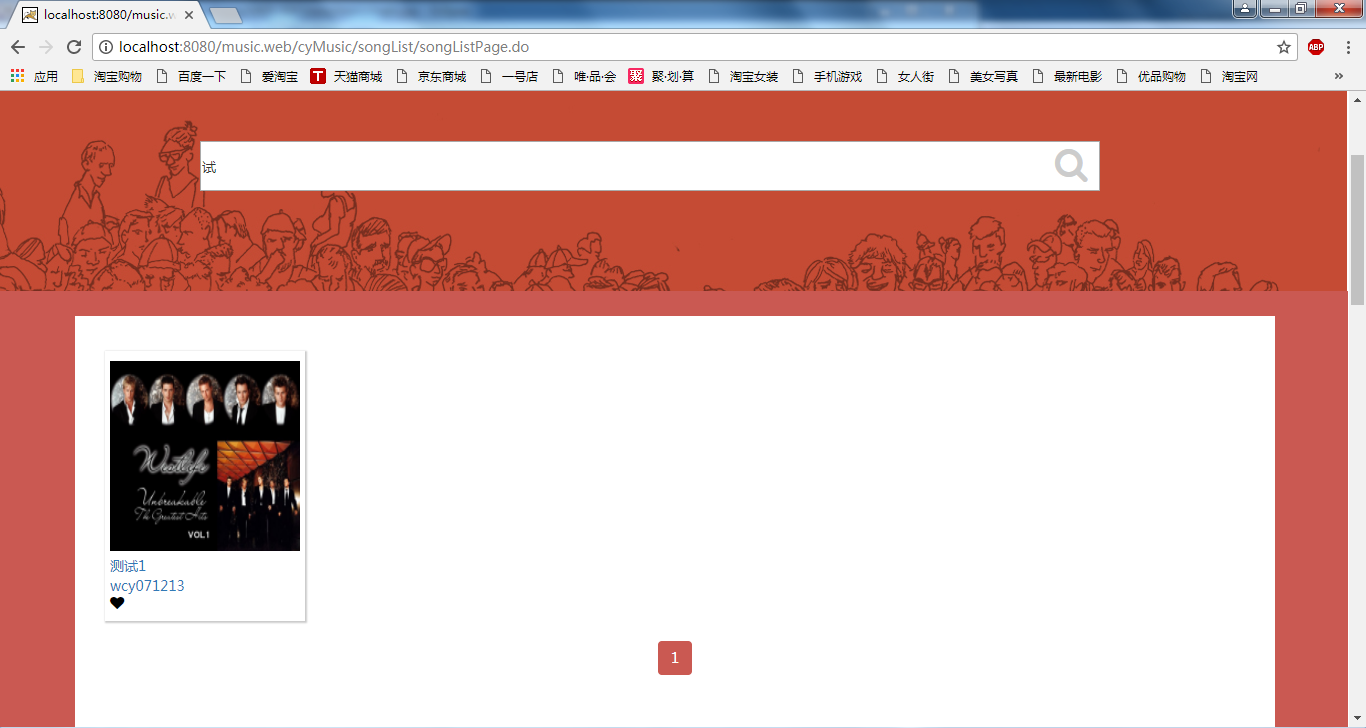 localhost:8080/music.w
localhost:8080/music.web/cyMusic/songList/songListPage.do
ABP
应用 淘宝购物 百度一下 爱淘宝 T 天猫商城 京东商城 一号店 唯·品·会 聚 聚·划·算 淘宝女装 手机游戏 女人街 美女写真 最新电影 优品购物 淘宝网 »
试
Westlife
Unbreakable
The Greatest Hits
VOL.1
测试1
wcy071213
1